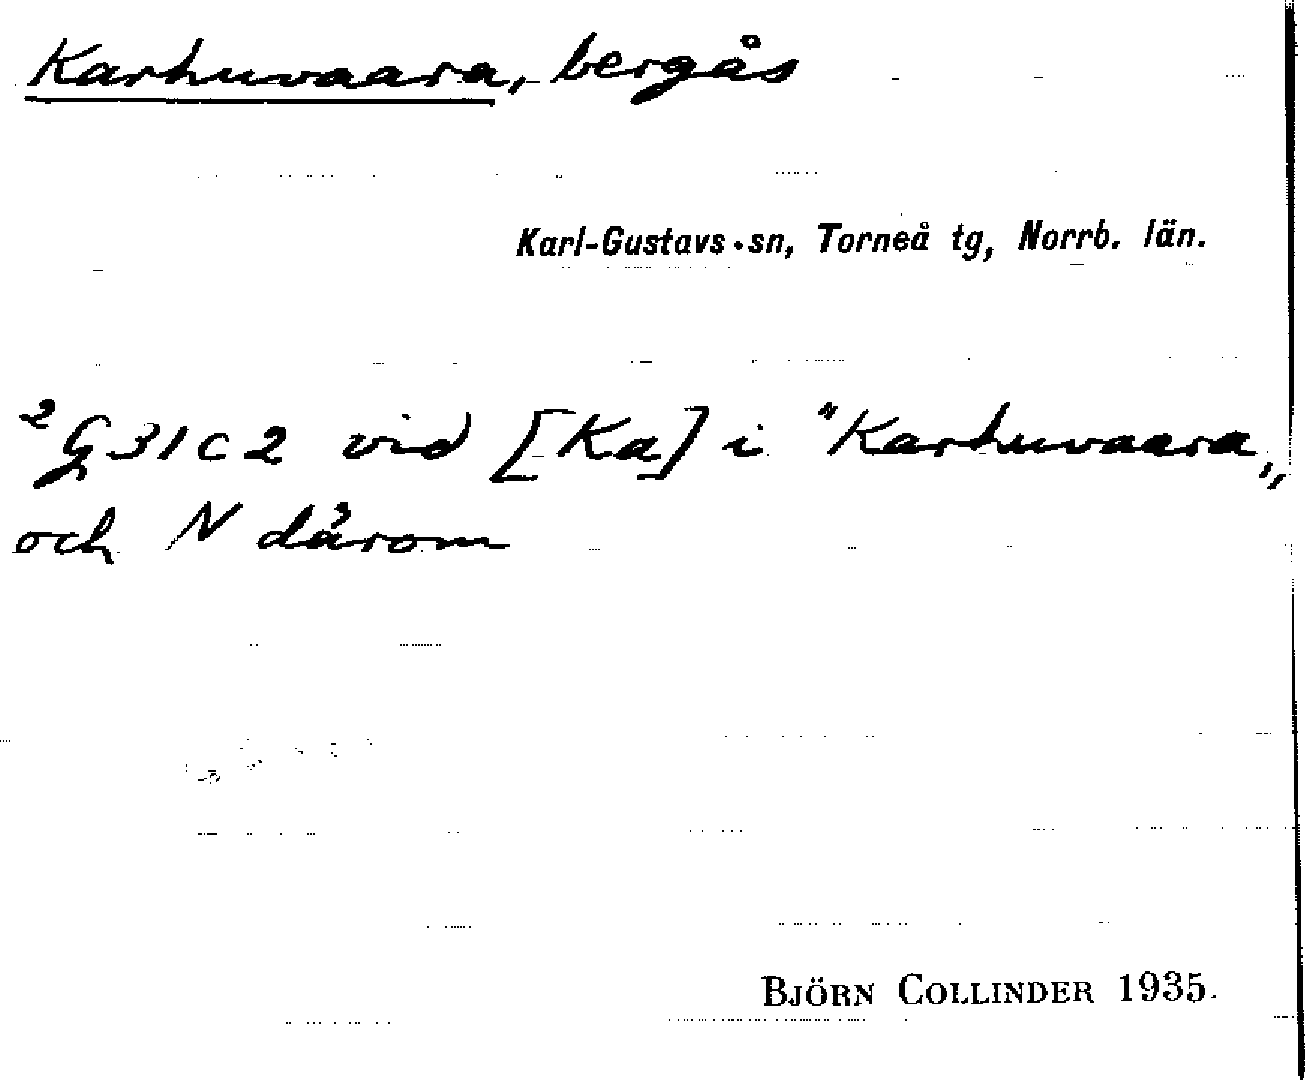 Karhuvaara, bergås
Karl-Gustavs sn, Torneå tg, Norrb. län.
²G31c2 vid [Ka] i "Karhuvaara"
och N därom
BJÖRN COLLINDER 1935.